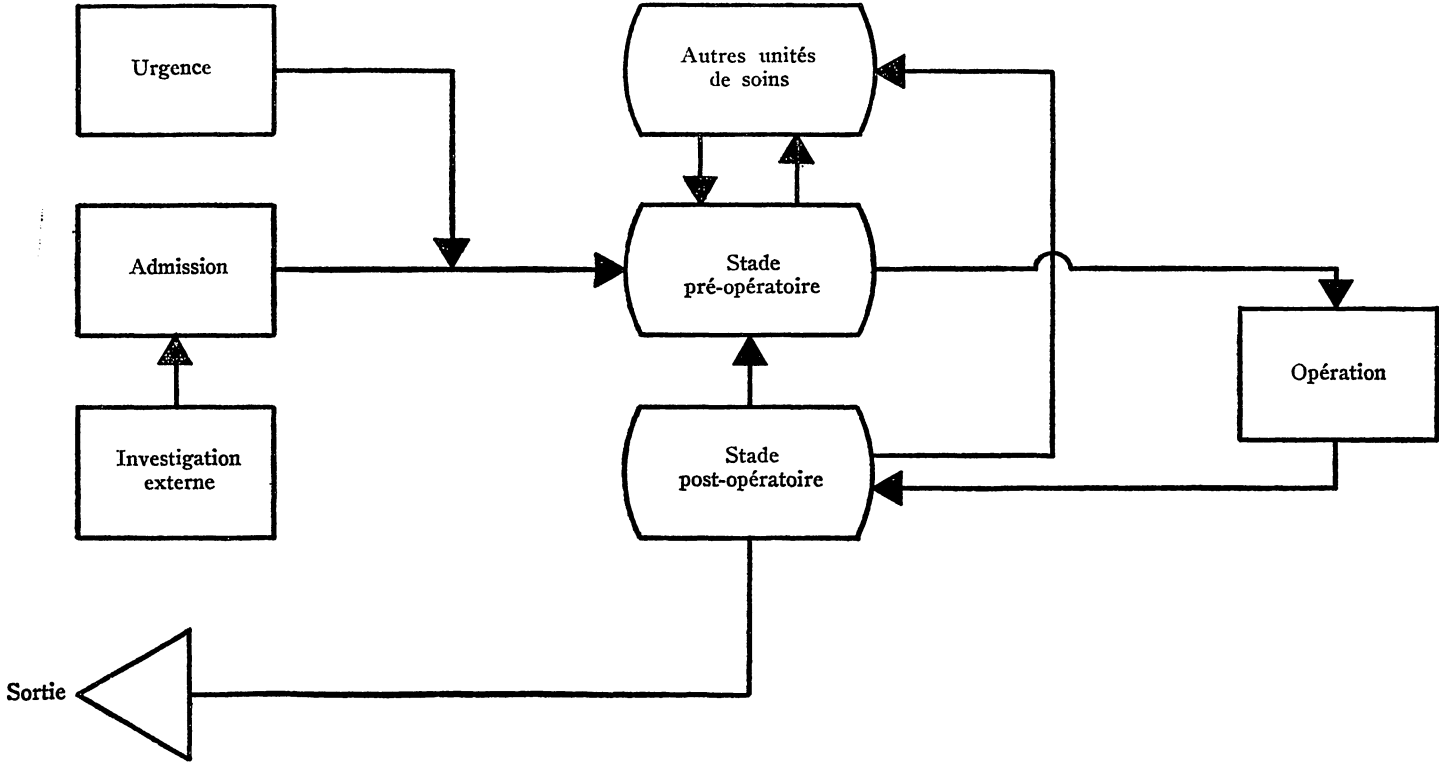 Urgence
Autres unités
de soins
Admission
Stade
pré-opératoire
Opération
Investigation
externe
Stade
post-opératoire
Sortie